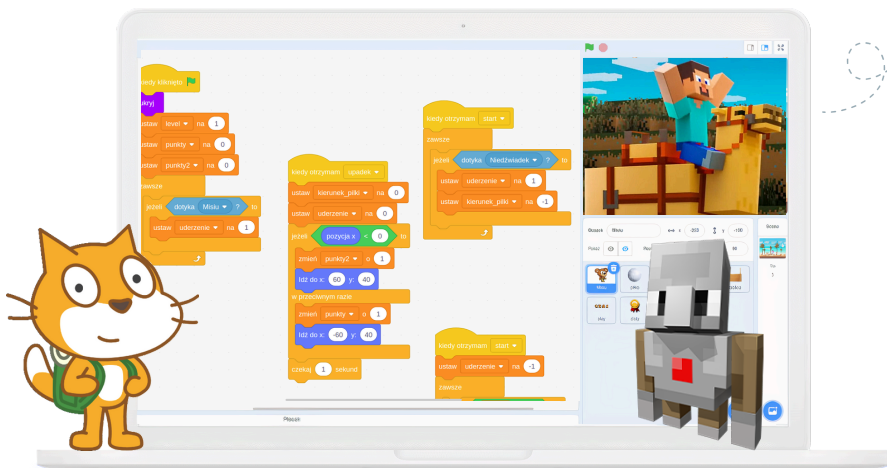 kiedy kliknięto
ukryj
ustaw level na 1
ustaw punkty na 0
ustaw punkty2 na 0
zawsze
jeżeli dotyka Misiu ? to
ustaw uderzenie na 1
kiedy otrzymam upadek
ustaw kierunek_piłki na 0
ustaw uderzenie na 0
jeżeli pozycja x < 0 to
zmień punkty2 o 1
Idź do x: 60 y: 40
w przeciwnym razie
zmień punkty o 1
Idź do x: -60 y: 40
czekaj 1 sekund
kiedy otrzymam start
zawsze
jeżeli dotyka Niedźwiadek ? to
ustaw uderzenie na 1
ustaw kierunek_piłki na -1
kiedy otrzymam start
ustaw uderzenie na -1
zawsze
Plecak
Duszek Misiu x y
Pokaż
Misiu
Scena